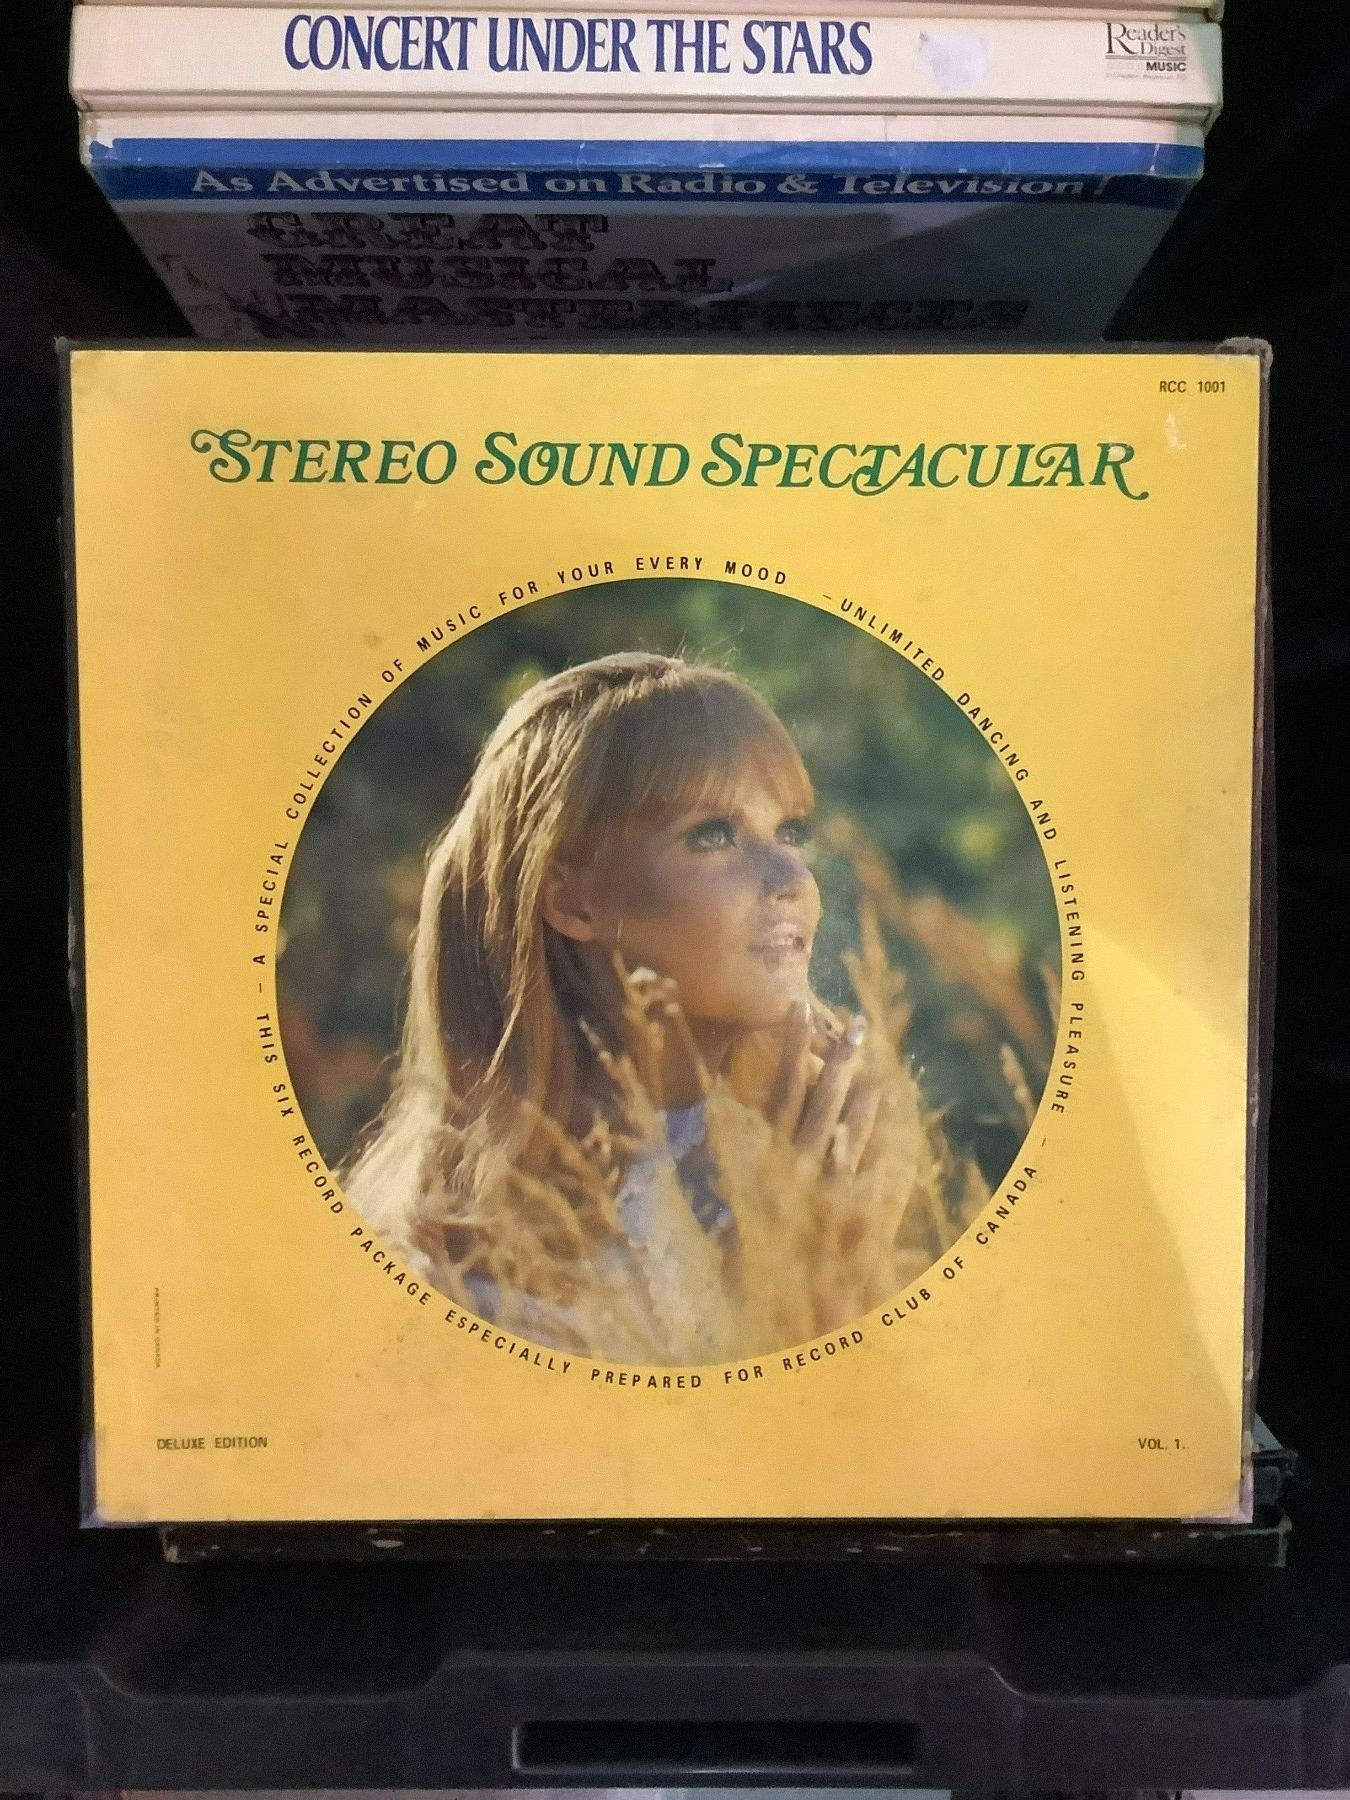 CONCERT UNDER THE STARS
Reader's
Digest
MUSIC
As Advertised on Radio & Television!
GREAT
MUSICAL
MASTERPIECES
RCC 1001
STEREO SOUND SPECTACULAR
THIS SIX RECORD PACKAGE ESPECIALLY PREPARED FOR RECORD CLUB OF CANADA – A SPECIAL COLLECTION OF MUSIC FOR YOUR EVERY MOOD – UNLIMITED DANCING AND LISTENING PLEASURE –
PRINTED IN CANADA
DELUXE EDITION
VOL. 1.